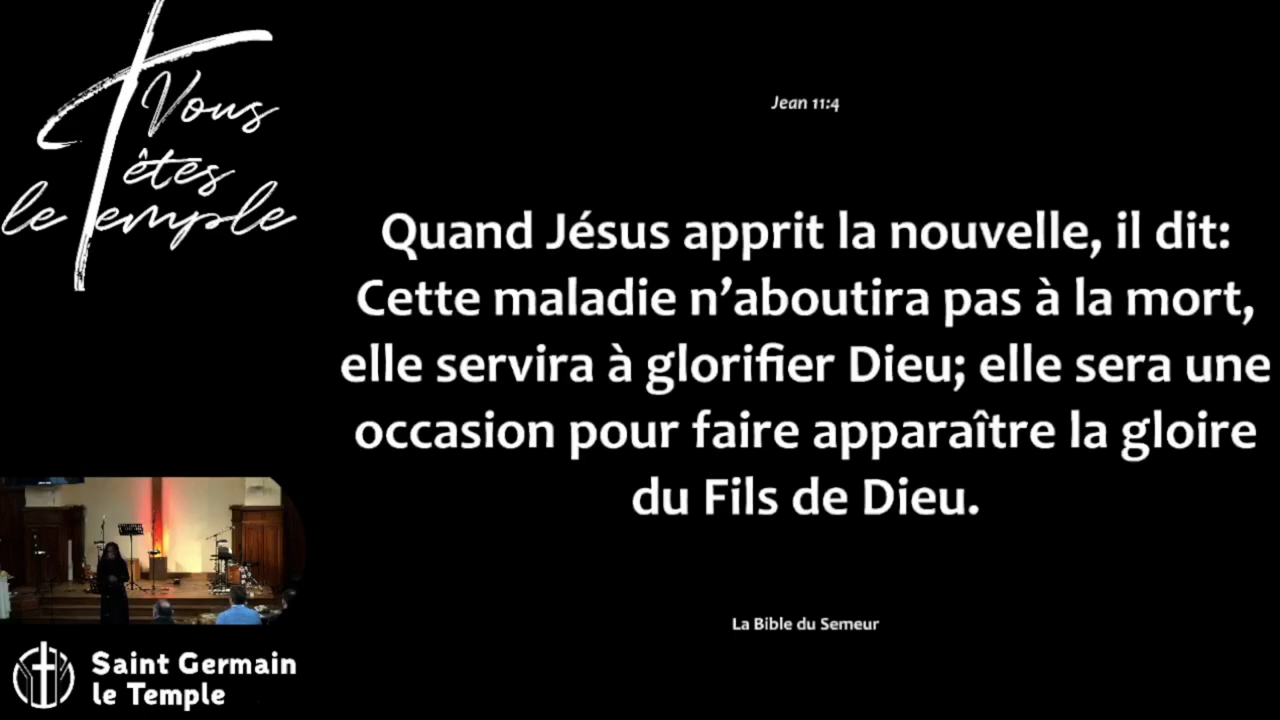 Vous
êtes
le Temple
Jean 11:4
Quand Jésus apprit la nouvelle, il dit:
Cette maladie n’aboutira pas à la mort,
elle servira à glorifier Dieu; elle sera une
occasion pour faire apparaître la gloire
du Fils de Dieu.
La Bible du Semeur
Saint Germain
le Temple